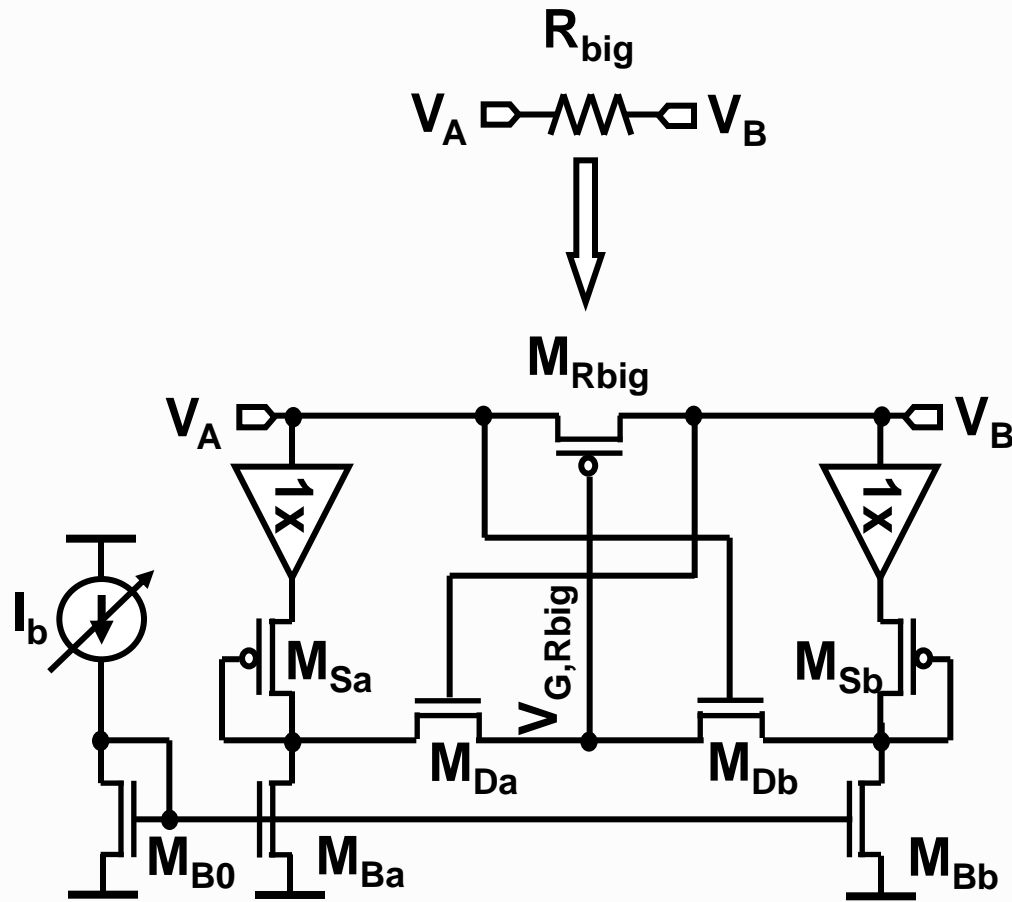 R_big
V_A V_B
M_Rbig
V_A V_B
1x 1x
I_b
M_Sa V_G,Rbig M_Sb
M_Da M_Db
M_B0 M_Ba M_Bb